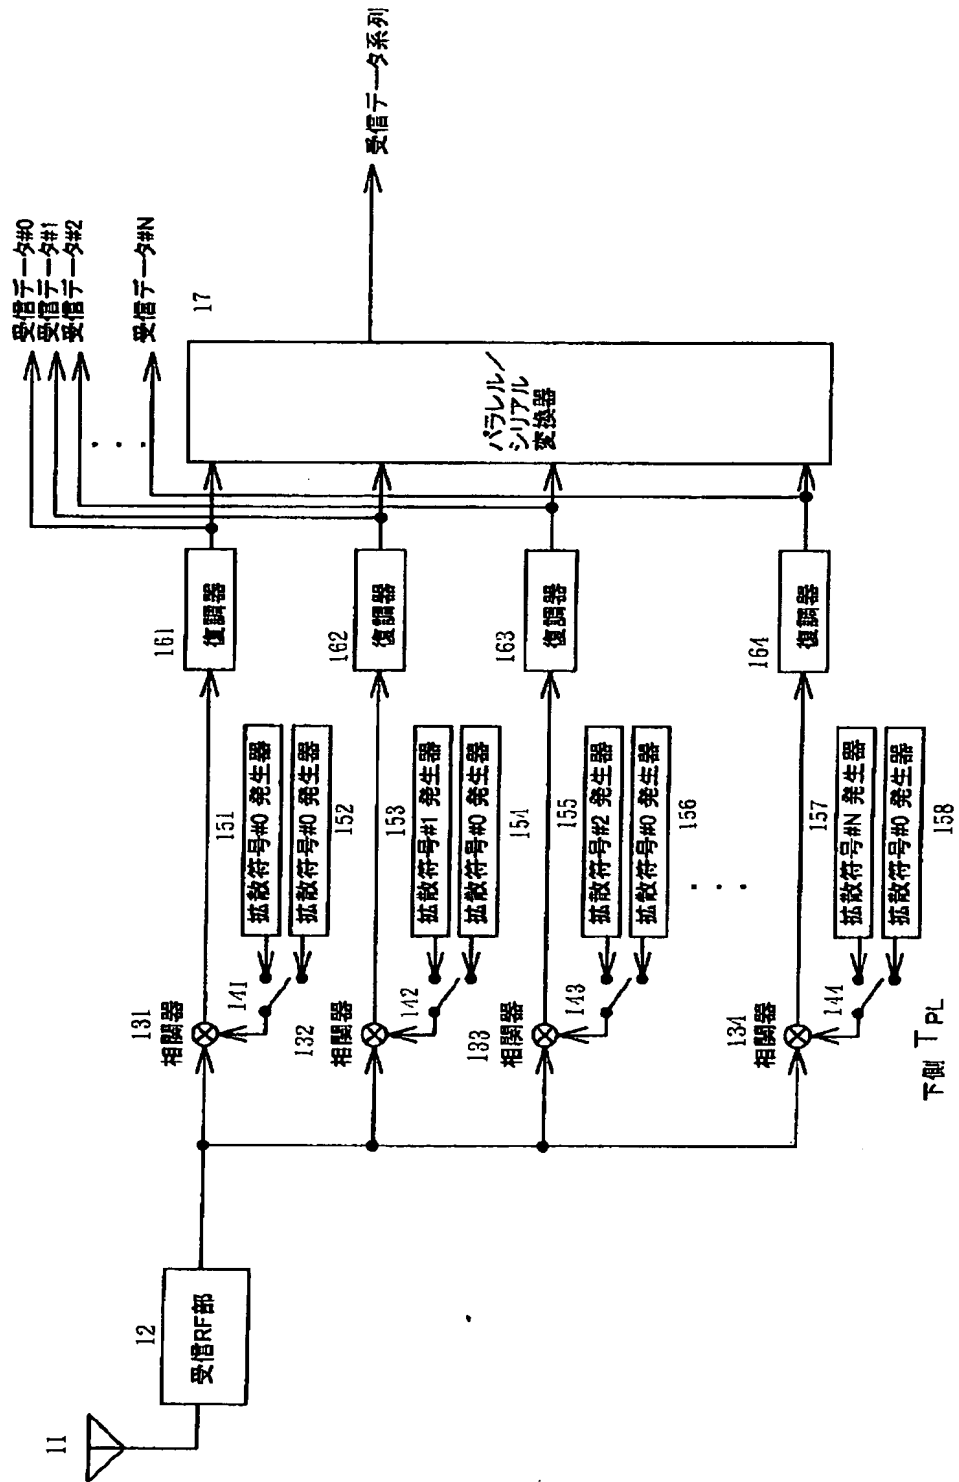 11
12
受信RF部
131
相関器
132
相関器
133
相関器
134
相関器
141
142
143
144
下側 TPL
151
拡散符号#0 発生器
拡散符号#0 発生器
152
153
拡散符号#1 発生器
拡散符号#0 発生器
154
155
拡散符号#2 発生器
拡散符号#0 発生器
156
157
拡散符号#N 発生器
拡散符号#0 発生器
158
161
復調器
162
復調器
163
復調器
164
復調器
17
パラレル/
シリアル
変換器
受信データ#0
受信データ#1
受信データ#2
受信データ#N
受信データ系列